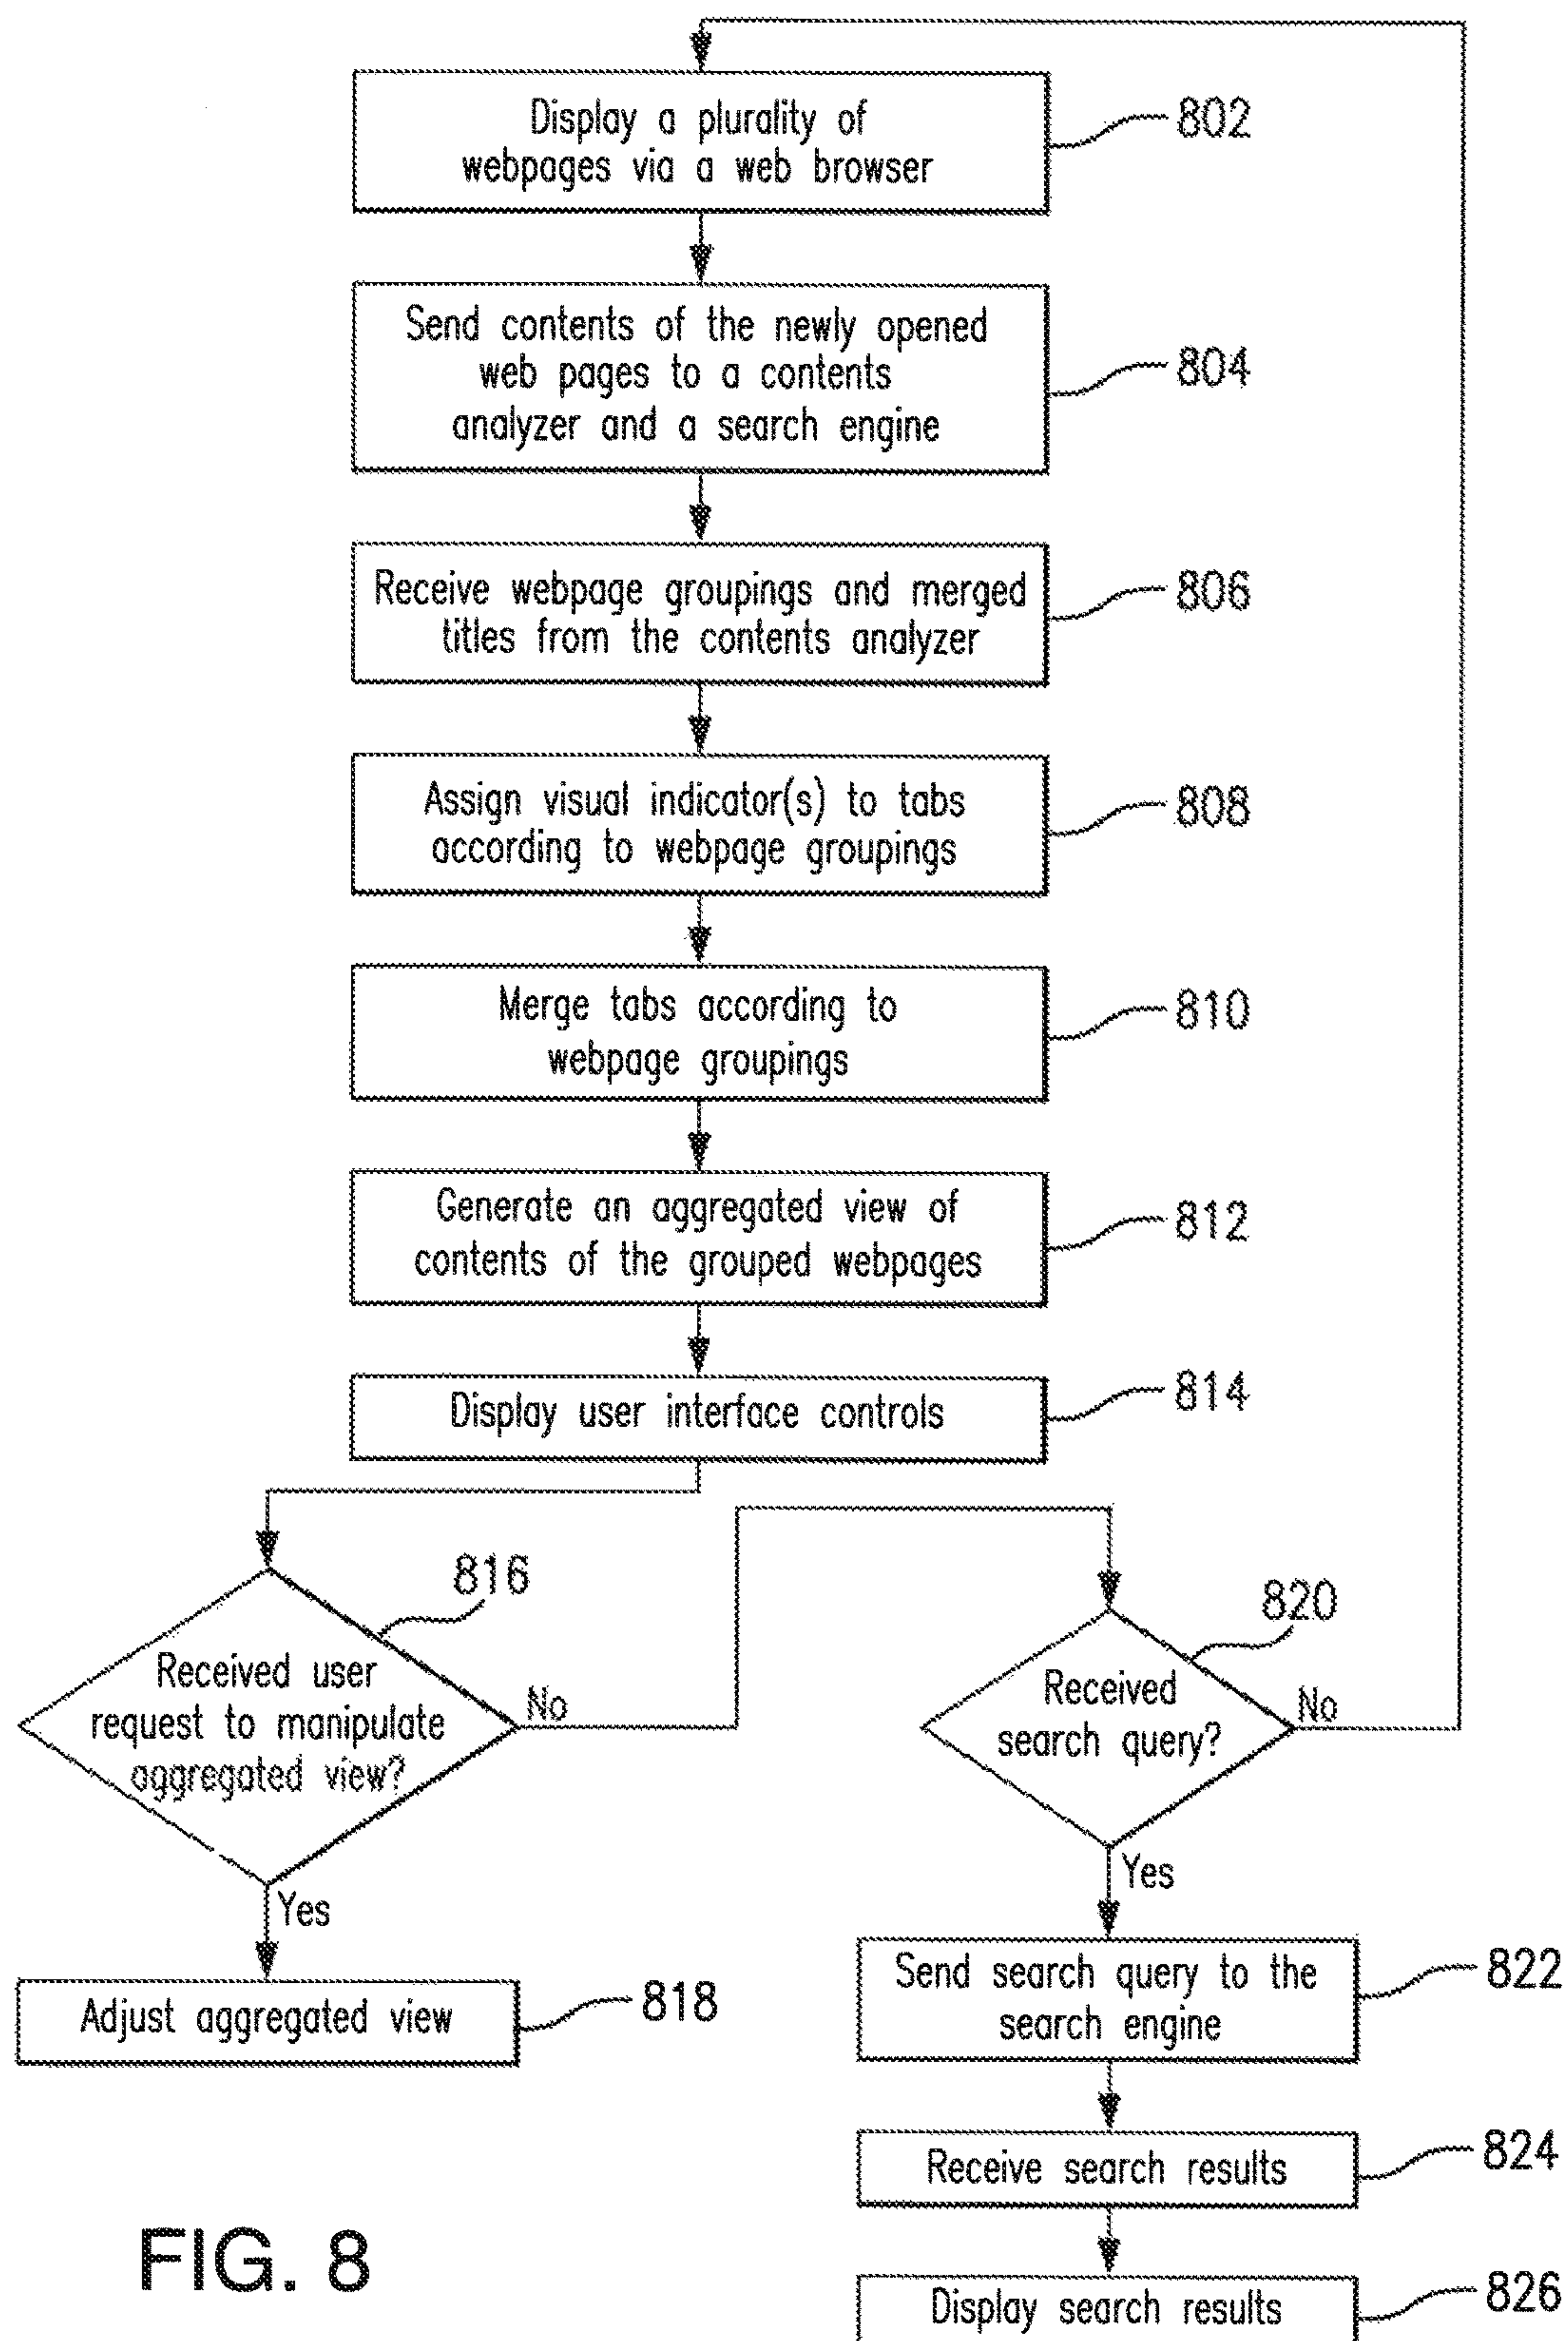 Display a plurality of
webpages via a web browser
802
Send contents of the newly opened
web pages to a contents
analyzer and a search engine
804
Receive webpage groupings and merged
titles from the contents analyzer
806
Assign visual indicator(s) to tabs
according to webpage groupings
808
Merge tabs according to
webpage groupings
810
Generate an aggregated view of
contents of the grouped webpages
812
Display user interface controls
814
816
Received user
request to manipulate
aggregated view?
No
Yes
Adjust aggregated view
818
820
Received
search query?
No
Yes
Send search query to the
search engine
822
Receive search results
824
Display search results
826
FIG. 8